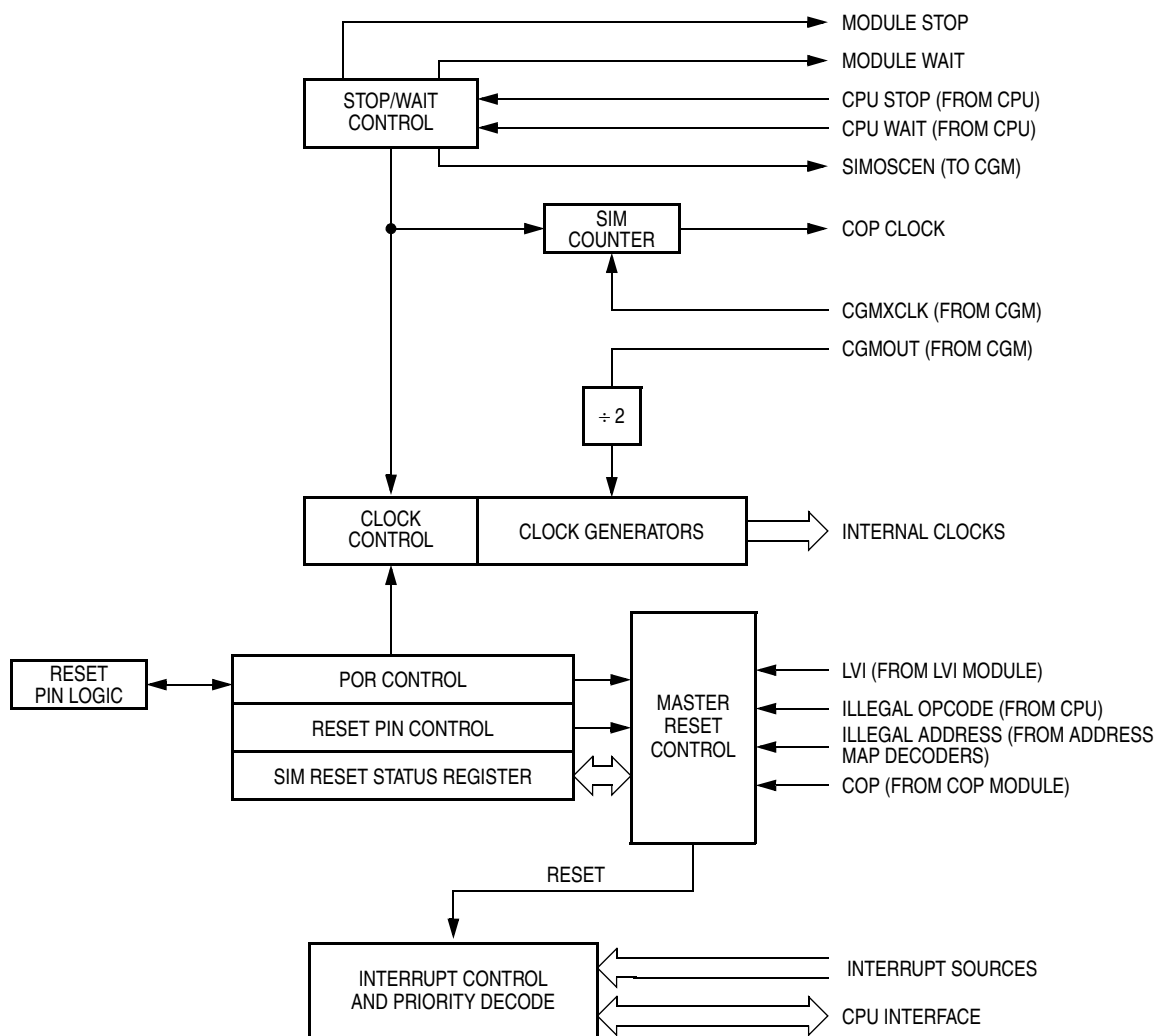 MODULE STOP
MODULE WAIT
STOP/WAIT
CONTROL
CPU STOP (FROM CPU)
CPU WAIT (FROM CPU)
SIMOSCEN (TO CGM)
SIM
COUNTER
COP CLOCK
CGMXCLK (FROM CGM)
CGMOUT (FROM CGM)
÷ 2
CLOCK
CONTROL
CLOCK GENERATORS
INTERNAL CLOCKS
RESET
PIN LOGIC
POR CONTROL
RESET PIN CONTROL
SIM RESET STATUS REGISTER
MASTER
RESET
CONTROL
LVI (FROM LVI MODULE)
ILLEGAL OPCODE (FROM CPU)
ILLEGAL ADDRESS (FROM ADDRESS
MAP DECODERS)
COP (FROM COP MODULE)
RESET
INTERRUPT CONTROL
AND PRIORITY DECODE
INTERRUPT SOURCES
CPU INTERFACE